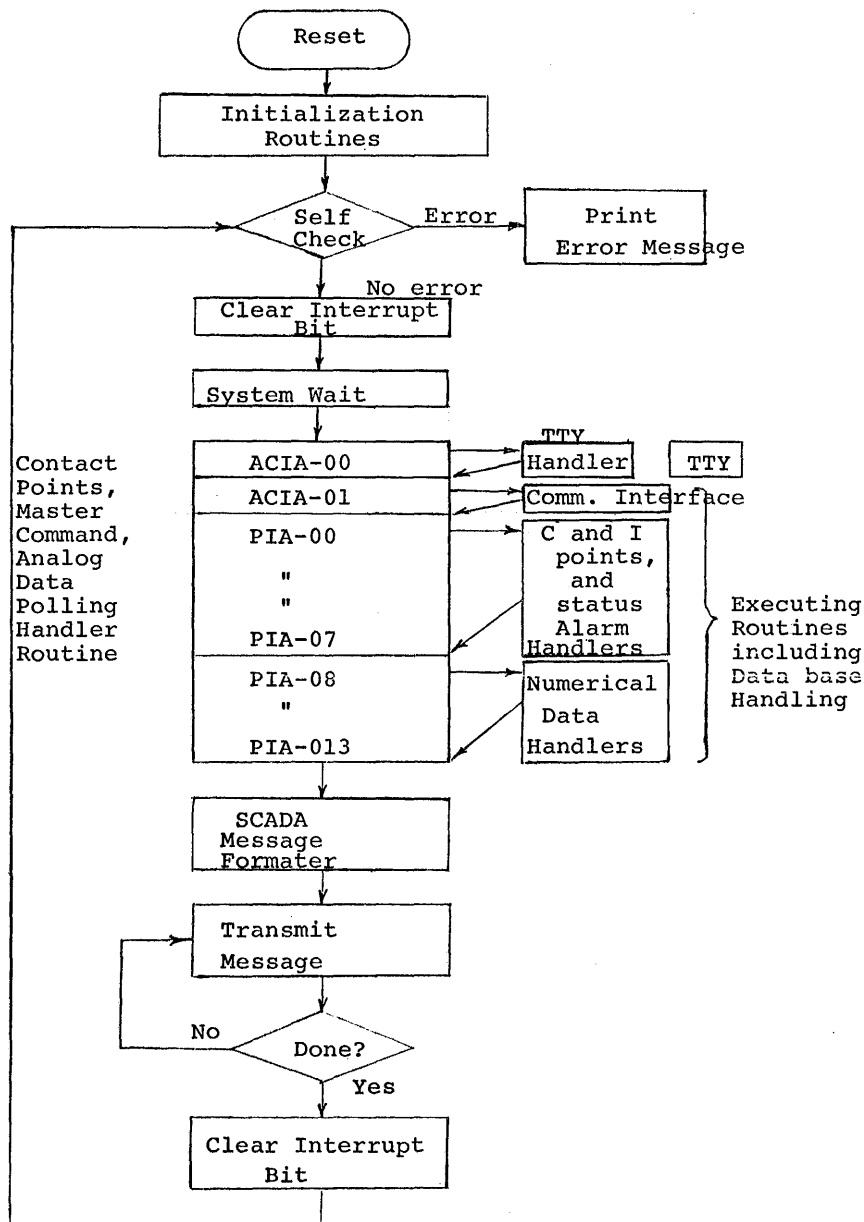 Reset
Initialization
Routines
Self
Check
Error
Print
Error Message
No error
Clear Interrupt
Bit
System Wait
Contact
Points,
Master
Command,
Analog
Data
Polling
Handler
Routine
ACIA-00
TTY
Handler
TTY
ACIA-01
Comm. Interface
PIA-00
"
"
PIA-07
C and I
points,
and
status
Alarm
Handlers
PIA-08
"
PIA-013
Numerical
Data
Handlers
Executing
Routines
including
Data base
Handling
SCADA
Message
Formater
Transmit
Message
No
Done?
Yes
Clear Interrupt
Bit